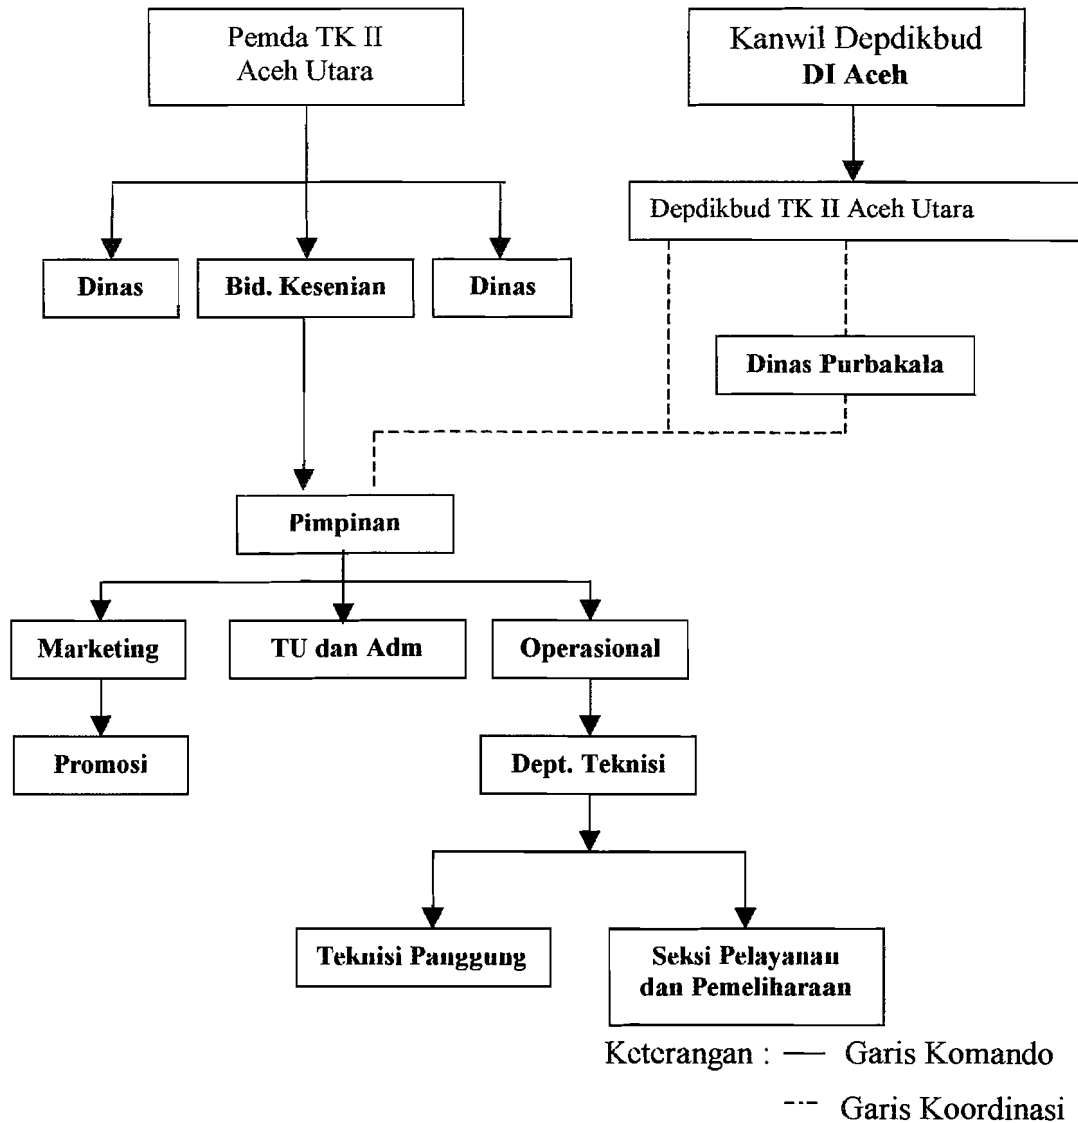 Pemda TK II
Aceh Utara
Kanwil Depdikbud
DI Aceh
Depdikbud TK II Aceh Utara
Dinas
Bid. Kesenian
Dinas
Dinas Purbakala
Pimpinan
Marketing
TU dan Adm
Operasional
Promosi
Dept. Teknisi
Teknisi Panggung
Seksi Pelayanan
dan Pemeliharaan
Keterangan : — Garis Komando
---- Garis Koordinasi